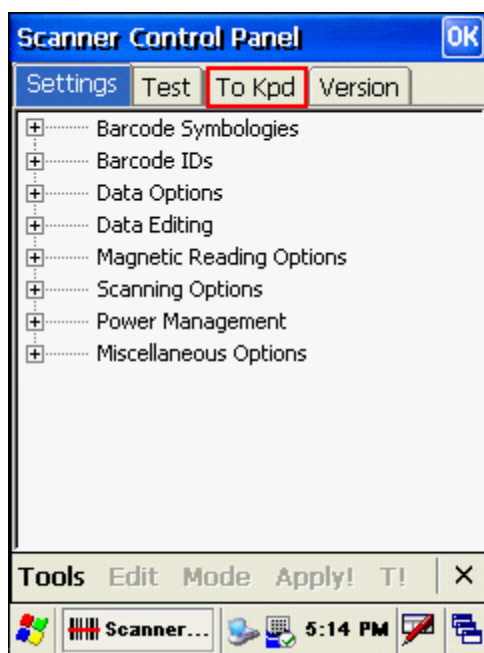 Scanner Control Panel OK
Settings Test To Kpd Version
Barcode Symbologies
Barcode IDs
Data Options
Data Editing
Magnetic Reading Options
Scanning Options
Power Management
Miscellaneous Options
Tools Edit Mode Apply! T! ×
Scanner... 5:14 PM